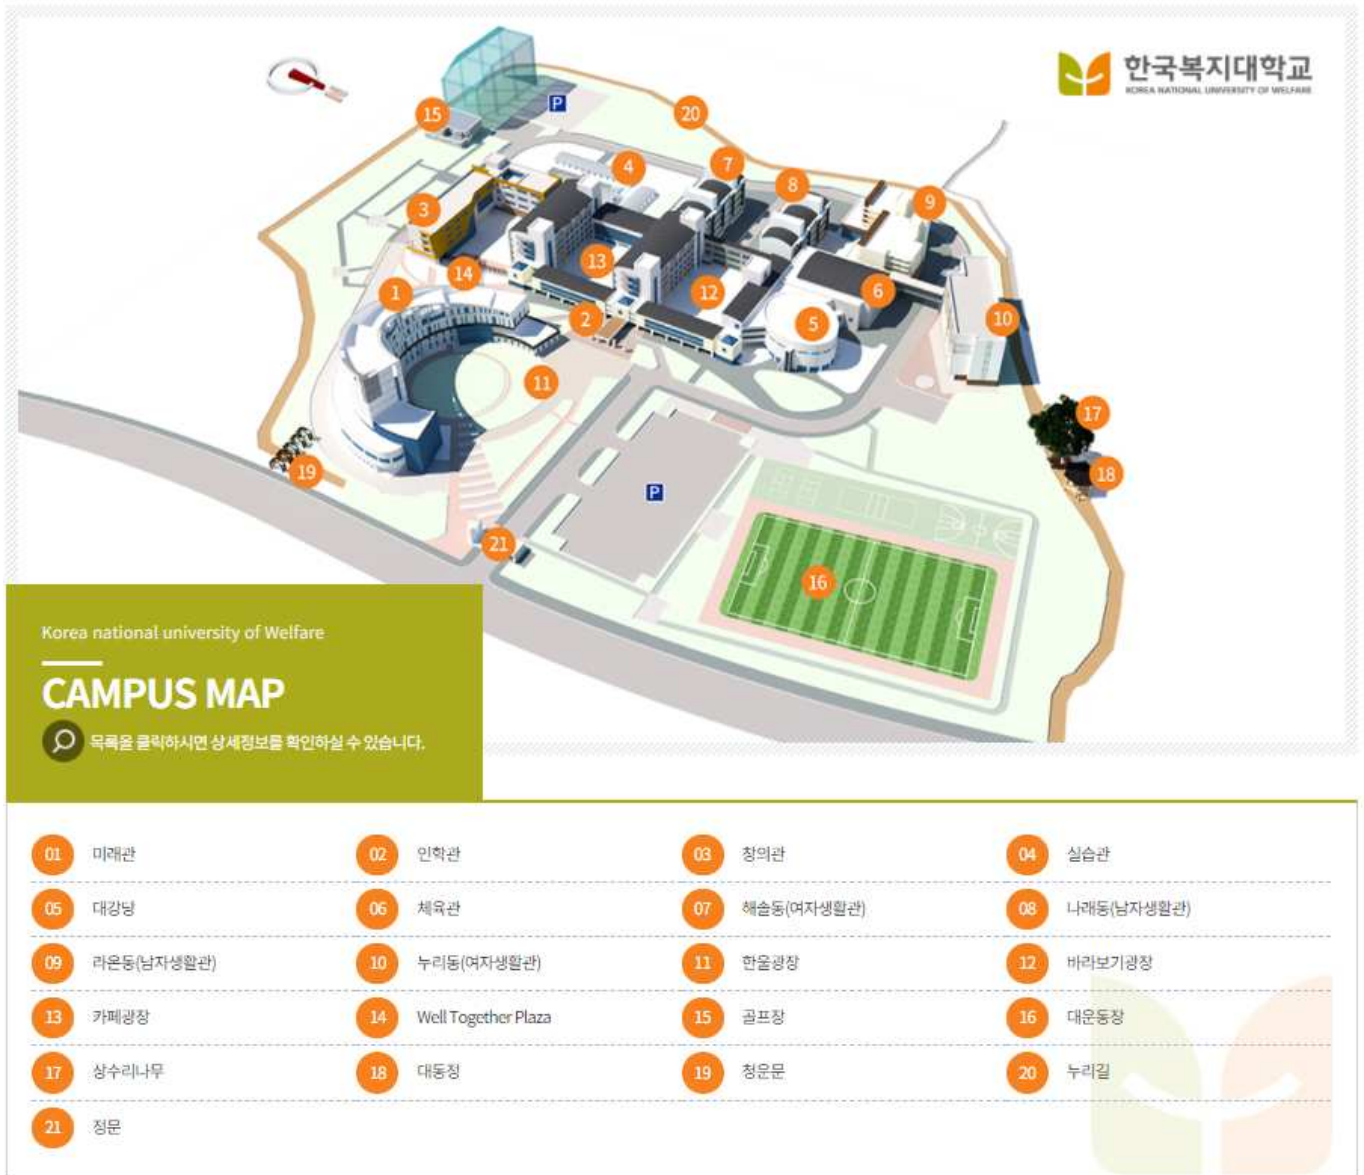 한국복지대학교
KOREA NATIONAL UNIVERSITY OF WELFARE
P
15
20
4
7
8
9
3
13
14
12
6
1
2
5
10
11
17
19
18
P
21
16
Korea national university of Welfare
CAMPUS MAP
목록을 클릭하시면 상세정보를 확인하실 수 있습니다.
01 미래관 02 인학관 03 창의관 04 실습관
05 대강당 06 체육관 07 해솔동(여자생활관) 08 나래동(남자생활관)
09 라온동(남자생활관) 10 누리동(여자생활관) 11 한울광장 12 바라보기광장
13 카페광장 14 Well Together Plaza 15 골프장 16 대운동장
17 상수리나무 18 대동정 19 청운문 20 누리길
21 정문